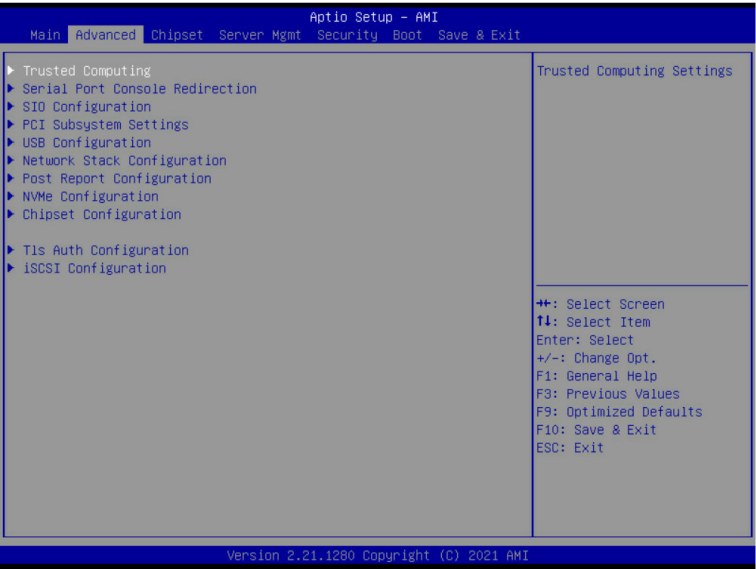 Aptio Setup – AMI
Main Advanced Chipset Server Mgmt Security Boot Save & Exit
Trusted Computing
Serial Port Console Redirection
SIO Configuration
PCI Subsystem Settings
USB Configuration
Network Stack Configuration
Post Report Configuration
NVMe Configuration
Chipset Configuration
Tls Auth Configuration
iSCSI Configuration
Trusted Computing Settings
→←: Select Screen
↑↓: Select Item
Enter: Select
+/-: Change Opt.
F1: General Help
F3: Previous Values
F9: Optimized Defaults
F10: Save & Exit
ESC: Exit
Version 2.21.1280 Copyright (C) 2021 AMI